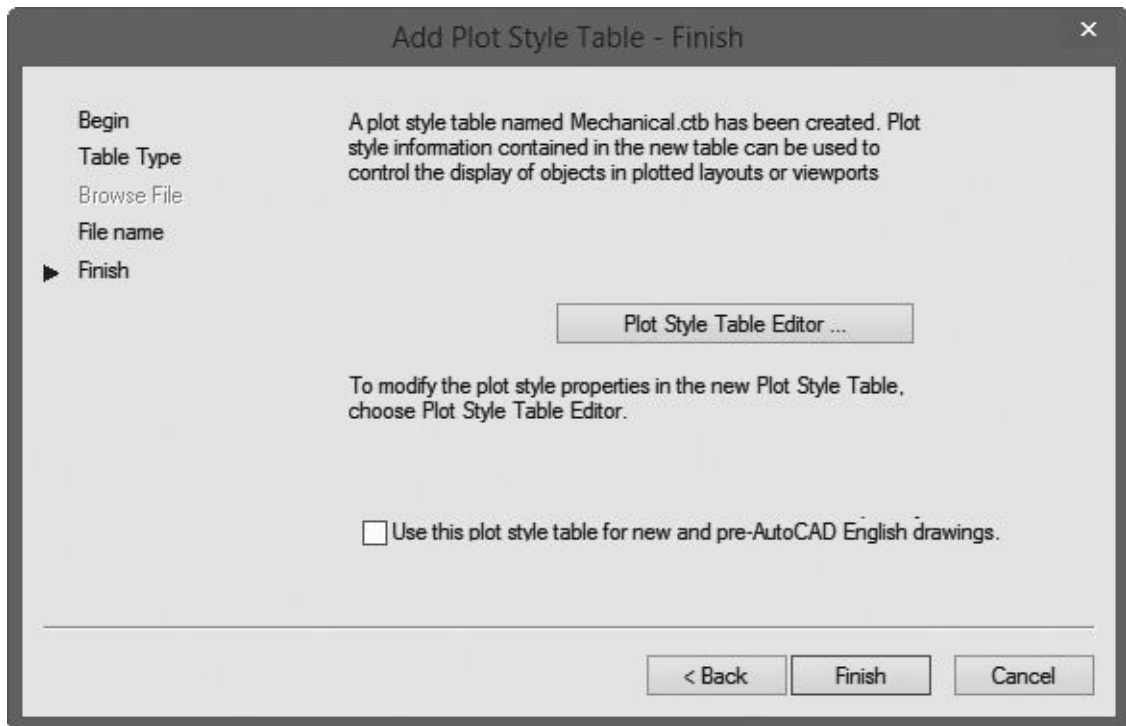 Add Plot Style Table - Finish
Begin
Table Type
Browse File
File name
Finish
A plot style table named Mechanical.ctb has been created. Plot
style information contained in the new table can be used to
control the display of objects in plotted layouts or viewports
Plot Style Table Editor ...
To modify the plot style properties in the new Plot Style Table,
choose Plot Style Table Editor.
Use this plot style table for new and pre-AutoCAD English drawings.
< Back
Finish
Cancel